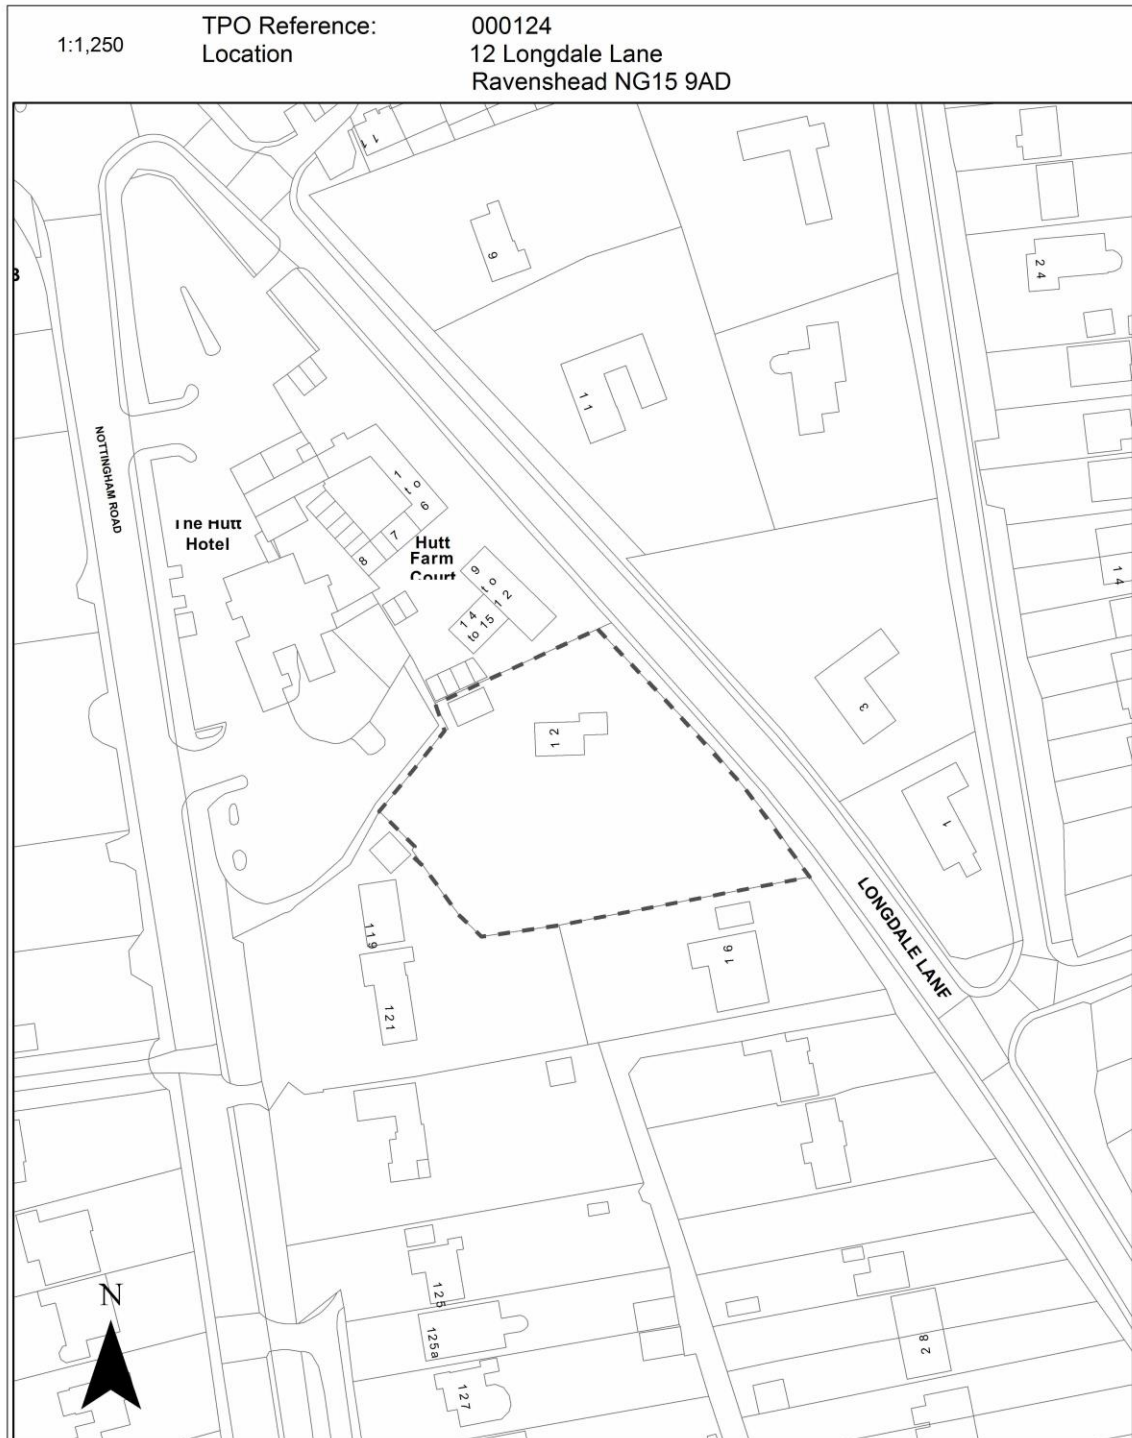 1:1,250
TPO Reference: 000124
Location 12 Longdale Lane
Ravenshead NG15 9AD
11
9
24
11
NOTTINGHAM ROAD
The Hutt
Hotel
1
to
6
7
8
Hutt
Farm
Court
9
to
12
14
to 15
14
3
12
1
LONGDALE LANE
119
16
121
125
125a
127
28
N